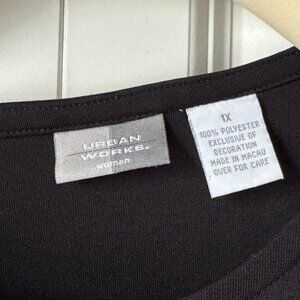 URBAN
WORKS.
woman
1X
100% POLYESTER
EXCLUSIVE OF
DECORATION
MADE IN MACAU
OVER FOR CARE